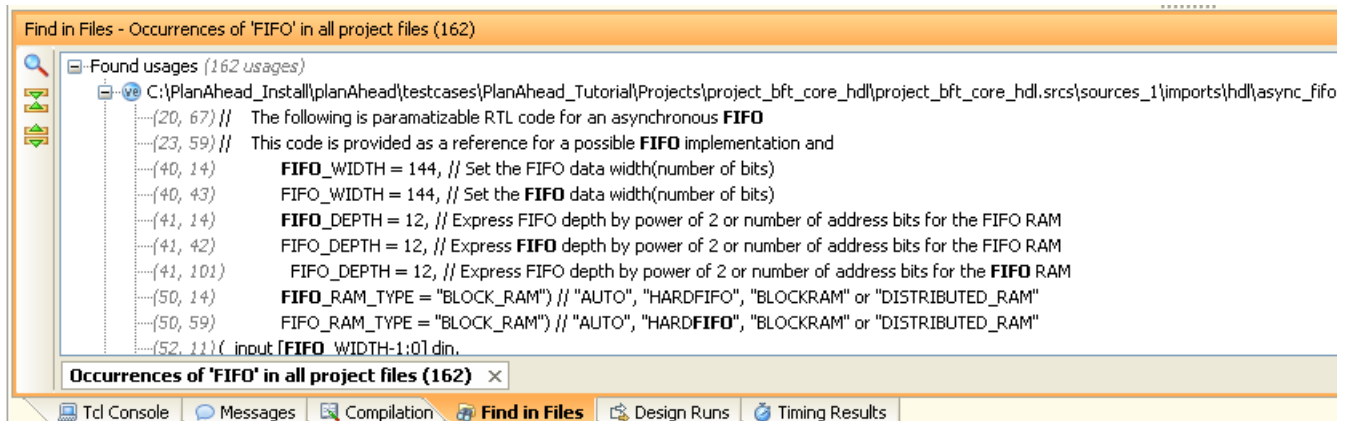 Find in Files - Occurrences of 'FIFO' in all project files (162)
Found usages (162 usages)
C:\PlanAhead_Install\planAhead\testcases\PlanAhead_Tutorial\Projects\project_bft_core_hdl\project_bft_core_hdl.srcs\sources_1\imports\hdl\async_fifo
(20, 67) // The following is paramatizable RTL code for an asynchronous FIFO
(23, 59) // This code is provided as a reference for a possible FIFO implementation and
(40, 14) FIFO_WIDTH = 144, // Set the FIFO data width(number of bits)
(40, 43) FIFO_WIDTH = 144, // Set the FIFO data width(number of bits)
(41, 14) FIFO_DEPTH = 12, // Express FIFO depth by power of 2 or number of address bits for the FIFO RAM
(41, 42) FIFO_DEPTH = 12, // Express FIFO depth by power of 2 or number of address bits for the FIFO RAM
(41, 101) FIFO_DEPTH = 12, // Express FIFO depth by power of 2 or number of address bits for the FIFO RAM
(50, 14) FIFO_RAM_TYPE = "BLOCK_RAM") // "AUTO", "HARDFIFO", "BLOCKRAM" or "DISTRIBUTED_RAM"
(50, 59) FIFO_RAM_TYPE = "BLOCK_RAM") // "AUTO", "HARDFIFO", "BLOCKRAM" or "DISTRIBUTED_RAM"
(52, 11) ( input [FIFO_WIDTH-1:0] din,
Occurrences of 'FIFO' in all project files (162)
Tcl Console Messages Compilation Find in Files Design Runs Timing Results